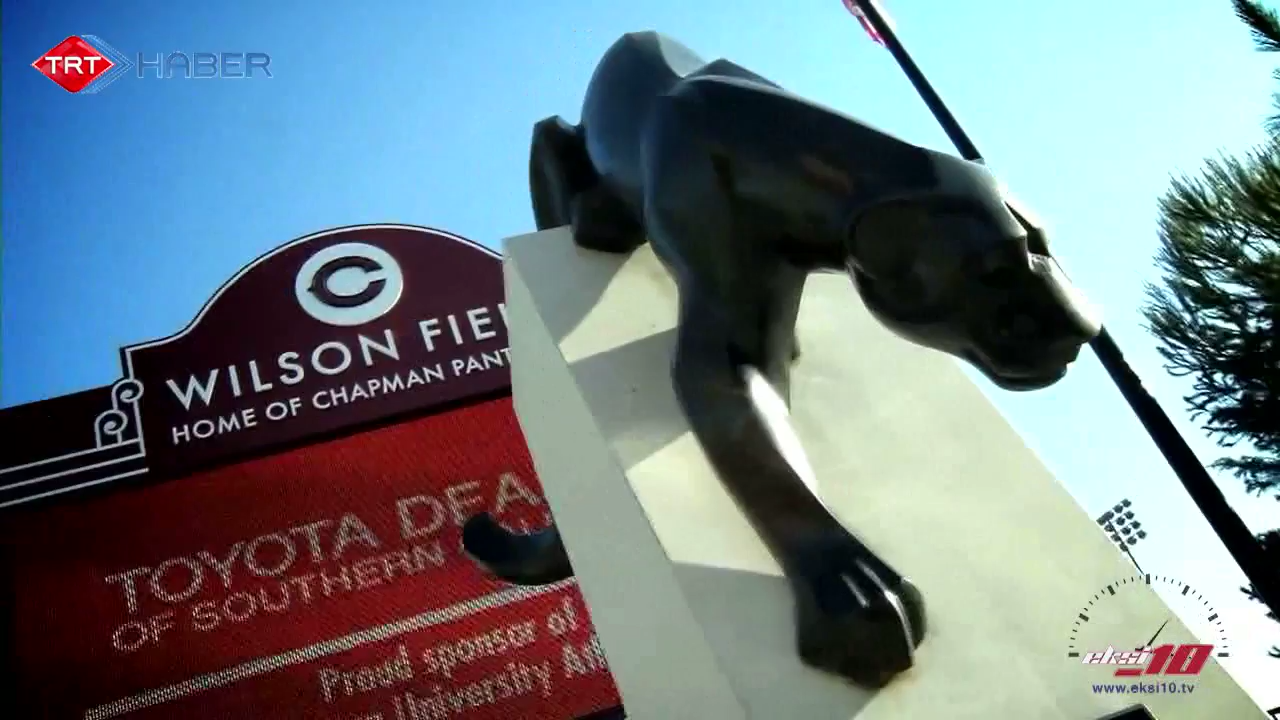 TRT HABER
C
WILSON FIE
HOME OF CHAPMAN PANT
TOYOTA DEA
OF SOUTHERN
Proud sponsor of
University
eksi10
www.eksi10.tv